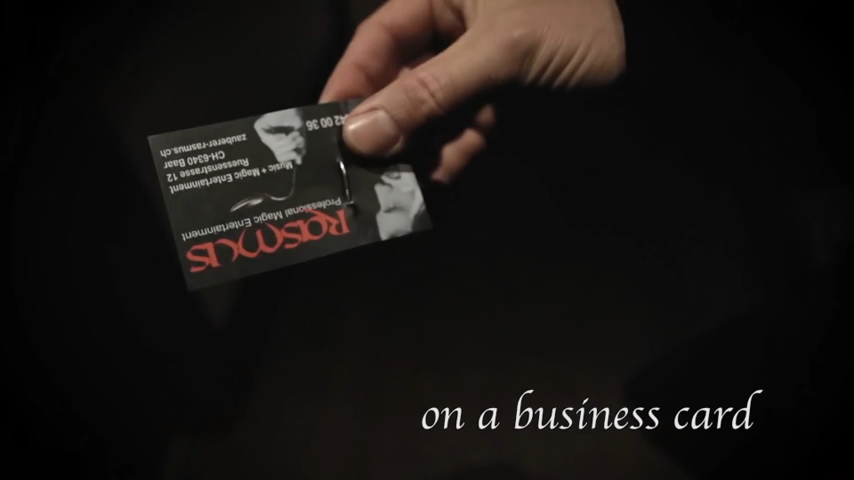 Rasmus
Professional Magic Entertainment
Music + Magic Entertainment
Ruessenstrasse 12
CH-6340 Baar
zauberer-rasmus.ch
42 00 36
on a business card